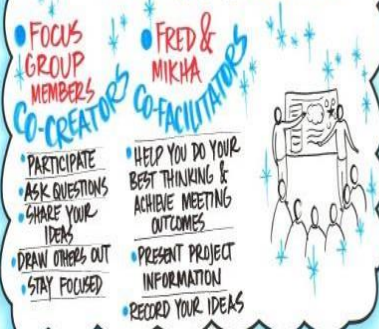 • FOCUS
GROUP
MEMBERS
CO-CREATORS
• PARTICIPATE
• ASK QUESTIONS
• SHARE YOUR
IDEAS
• DRAW OTHERS OUT
• STAY FOCUSED
• FRED &
MIKHA
CO-FACILITATORS
• HELP YOU DO YOUR
BEST THINKING &
ACHIEVE MEETING
OUTCOMES
• PRESENT PROJECT
INFORMATION
• RECORD YOUR IDEAS